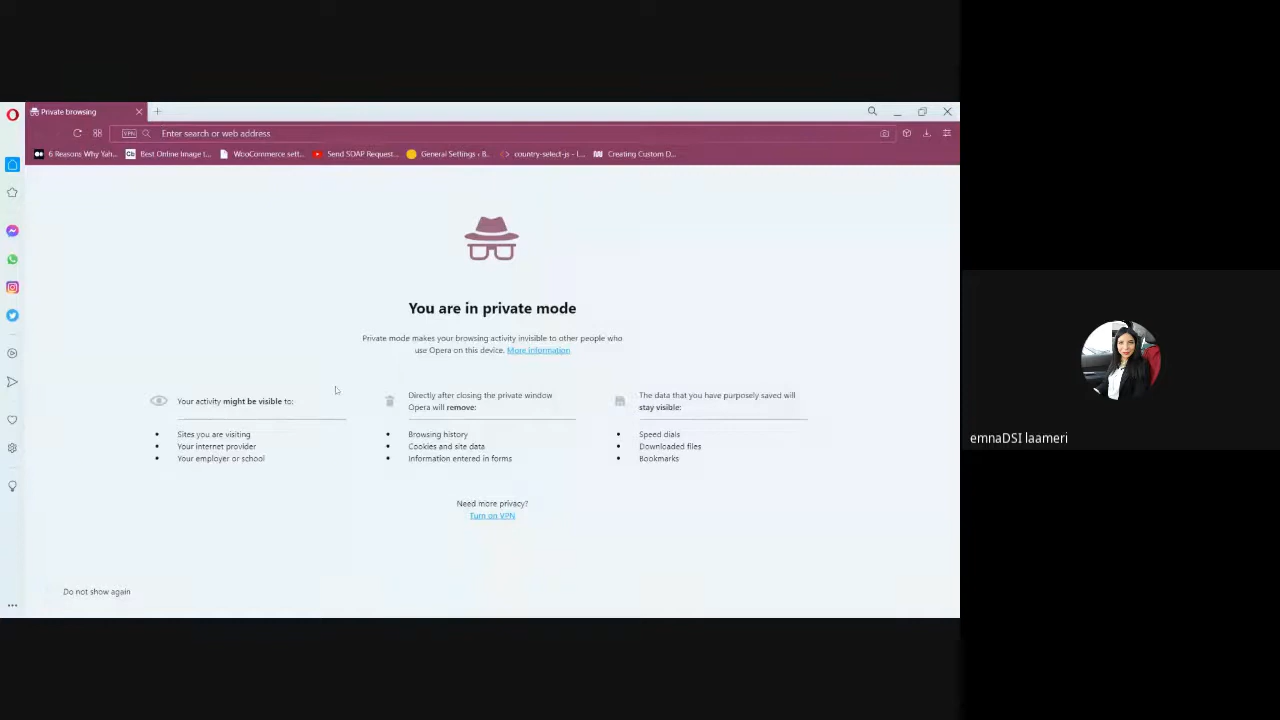 Private browsing
VPN
Enter search or web address
6 Reasons Why Yah...
Cb
Best Online Image t...
WooCommerce sett...
Send SOAP Request...
General Settings ‹ B...
country-select-js - l...
Creating Custom D...
You are in private mode
Private mode makes your browsing activity invisible to other people who
use Opera on this device. More information
Your activity might be visible to:
Sites you are visiting
Your internet provider
Your employer or school
Directly after closing the private window
Opera will remove:
Browsing history
Cookies and site data
Information entered in forms
The data that you have purposely saved will
stay visible:
Speed dials
Downloaded files
Bookmarks
Need more privacy?
Turn on VPN
Do not show again
emnaDSI laameri